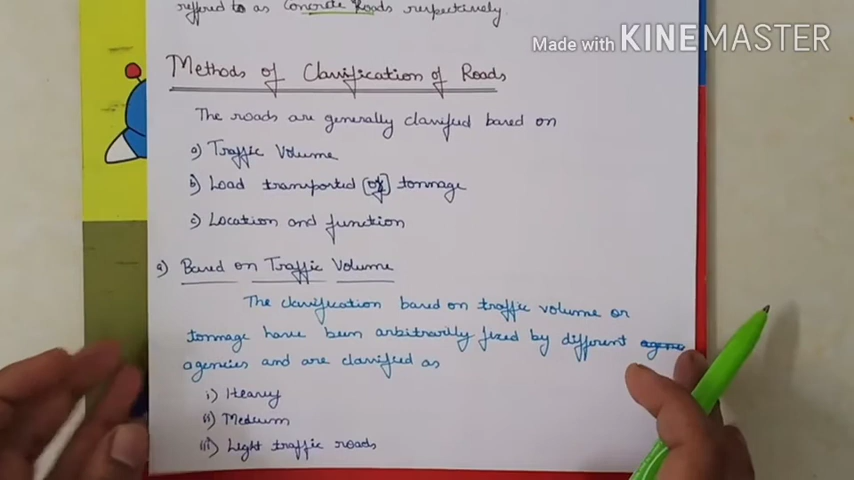 reffered to as Concrete Roads respectively.
Made with KINEMASTER
Methods of Classification of Roads
The roads are generally classified based on
a) Traffic Volume
b) Load transported (or) tonnage
c) Location and function
a) Based on Traffic Volume
The classification based on traffic volume or
tonnage have been arbitrarily fixed by different
agencies and are classified as
i) Heavy
ii) Medium
iii) Light traffic roads